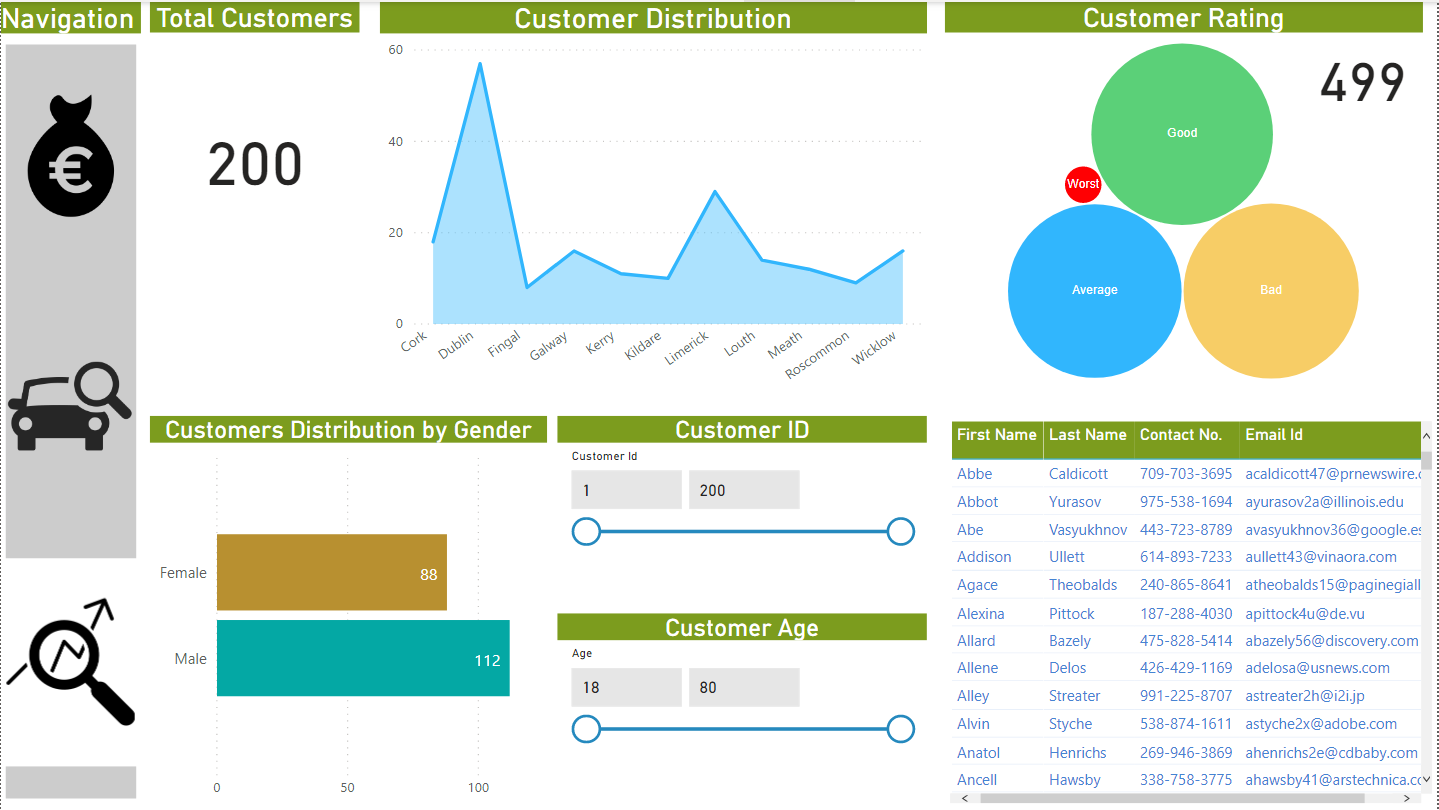 Navigation
Total Customers
Customer Distribution
Customer Rating
€
200
60
40
20
0
Cork
Dublin
Fingal
Galway
Kerry
Kildare
Limerick
Louth
Meath
Roscommon
Wicklow
499
Good
Worst
Average
Bad
Customers Distribution by Gender
Female
88
Male
112
0
50
100
Customer ID
Customer Id
1
200
Customer Age
Age
18
80
First Name Last Name Contact No. Email Id
Abbe Caldicott 709-703-3695 acaldicott47@prnewswire.c
Abbot Yurasov 975-538-1694 ayurasov2a@illinois.edu
Abe Vasyukhnov 443-723-8789 avasyukhnov36@google.es
Addison Ullett 614-893-7233 aullett43@vinaora.com
Agace Theobalds 240-865-8641 atheobalds15@paginegiall
Alexina Pittock 187-288-4030 apittock4u@de.vu
Allard Bazely 475-828-5414 abazely56@discovery.com
Allene Delos 426-429-1169 adelosa@usnews.com
Alley Streater 991-225-8707 astreater2h@i2i.jp
Alvin Styche 538-874-1611 astyche2x@adobe.com
Anatol Henrichs 269-946-3869 ahenrichs2e@cdbaby.com
Ancell Hawsby 338-758-3775 ahawsby41@arstechnica.cc